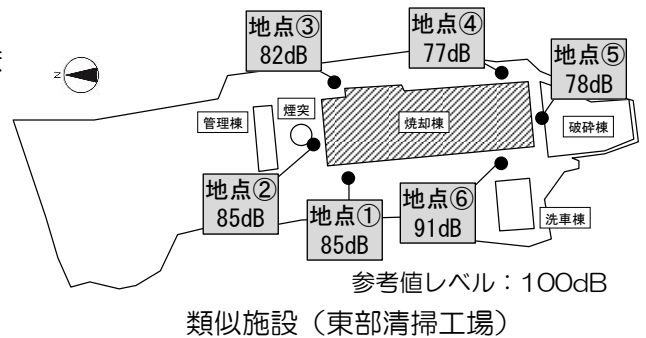 地点③
82dB
地点④
77dB
地点⑤
78dB
N
管理棟
煙突
焼却棟
破砕棟
地点②
85dB
地点①
85dB
地点⑥
91dB
洗車棟
参考値レベル：100dB
類似施設（東部清掃工場）